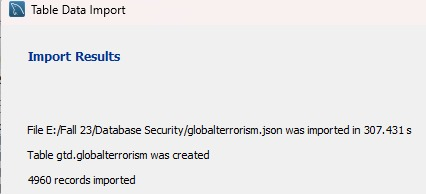 Table Data Import
Import Results
File E:/Fall 23/Database Security/globalterrorism.json was imported in 307.431 s
Table gtd.globalterrorism was created
4960 records imported